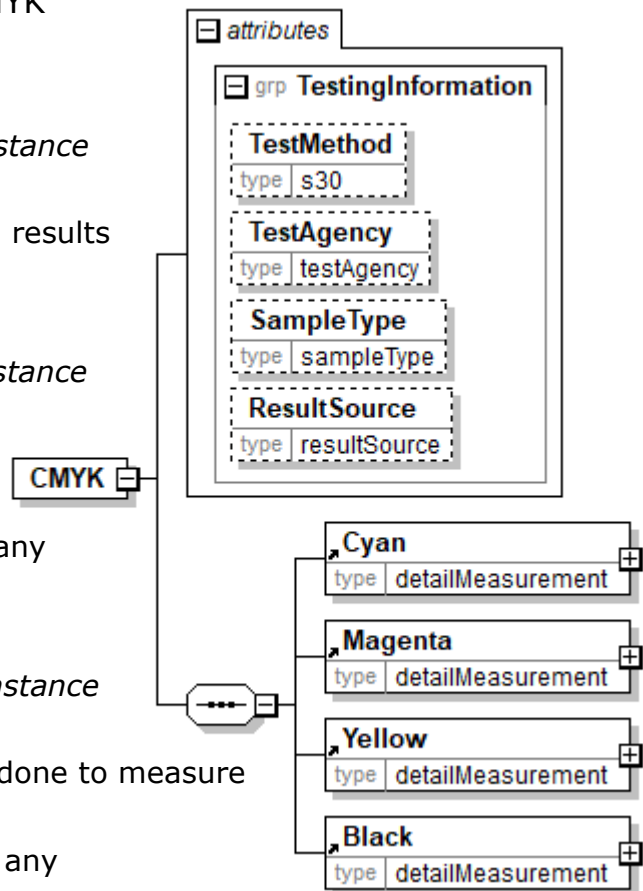 MYK
stance
results
stance
any
nstance
done to measure
any
attributes
grp TestingInformation
TestMethod
type s30
TestAgency
type testAgency
SampleType
type sampleType
ResultSource
type resultSource
CMYK
Cyan
type detailMeasurement
Magenta
type detailMeasurement
Yellow
type detailMeasurement
Black
type detailMeasurement